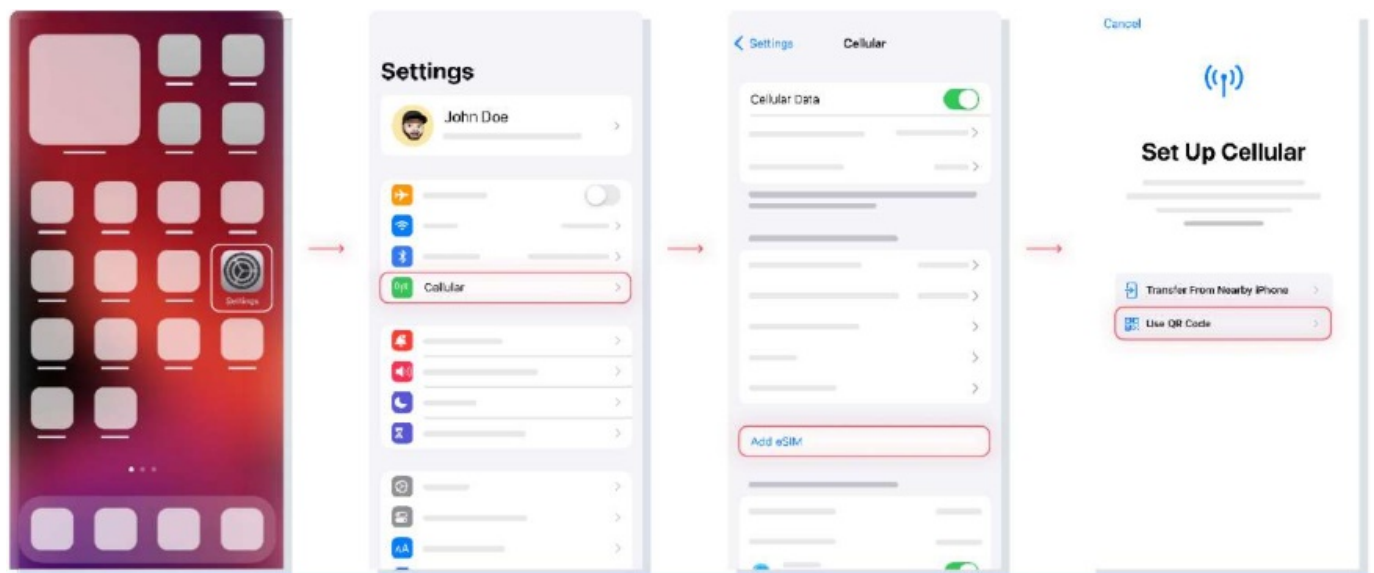 Settings
Settings
John Doe
Cellular
Settings
Cellular
Cellular Data
Add eSIM
Cancel
Set Up Cellular
Transfer From Nearby iPhone
Use QR Code